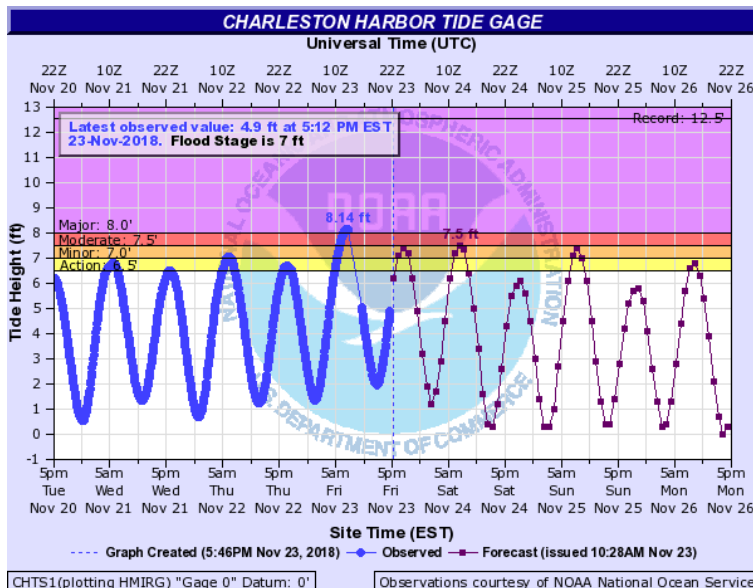 CHARLESTON HARBOR TIDE GAGE
Universal Time (UTC)
22Z 10Z 22Z 10Z 22Z 10Z 22Z 10Z 22Z 10Z 22Z 10Z 22Z
Nov 20 Nov 21 Nov 21 Nov 22 Nov 22 Nov 23 Nov 23 Nov 24 Nov 24 Nov 25 Nov 25 Nov 26 Nov 26
Tide Height (ft)
13
12
11
10
9
8
7
6
5
4
3
2
1
0
-1
Latest observed value: 4.9 ft at 5:12 PM EST
23-Nov-2018. Flood Stage is 7 ft
Record: 12.5'
8.14 ft
7.5 ft
Major: 8.0'
Moderate: 7.5'
Minor: 7.0'
Action: 6.5'
NATIONAL OCEANIC AND ATMOSPHERIC ADMINISTRATION
NOAA
U.S. DEPARTMENT OF COMMERCE
5pm 5am 5pm 5am 5pm 5am 5pm 5am 5pm 5am 5pm 5am 5pm
Tue Wed Wed Thu Thu Fri Fri Sat Sat Sun Sun Mon Mon
Nov 20 Nov 21 Nov 21 Nov 22 Nov 22 Nov 23 Nov 23 Nov 24 Nov 24 Nov 25 Nov 25 Nov 26 Nov 26
Site Time (EST)
Graph Created (5:46PM Nov 23, 2018) Observed Forecast (issued 10:28AM Nov 23)
CHTS1(plotting HMIRG) "Gage 0" Datum: 0'
Observations courtesy of NOAA National Ocean Service